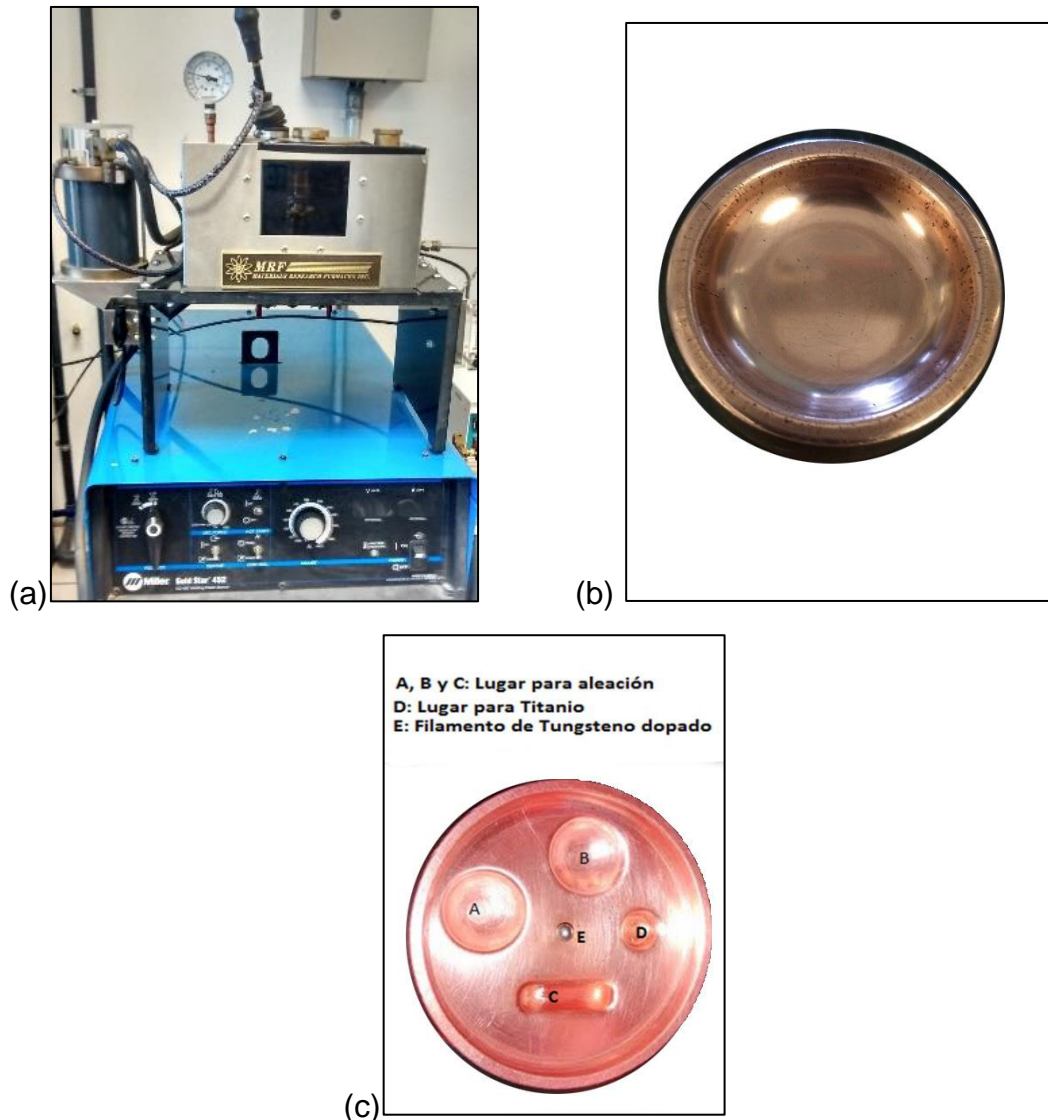 MRF
MATERIALS RESEARCH FURNACES INC.
Miller
Gold Star 452
(a)
(b)
A, B y C: Lugar para aleación
D: Lugar para Titanio
E: Filamento de Tungsteno dopado
B
A
E
D
C
(c)